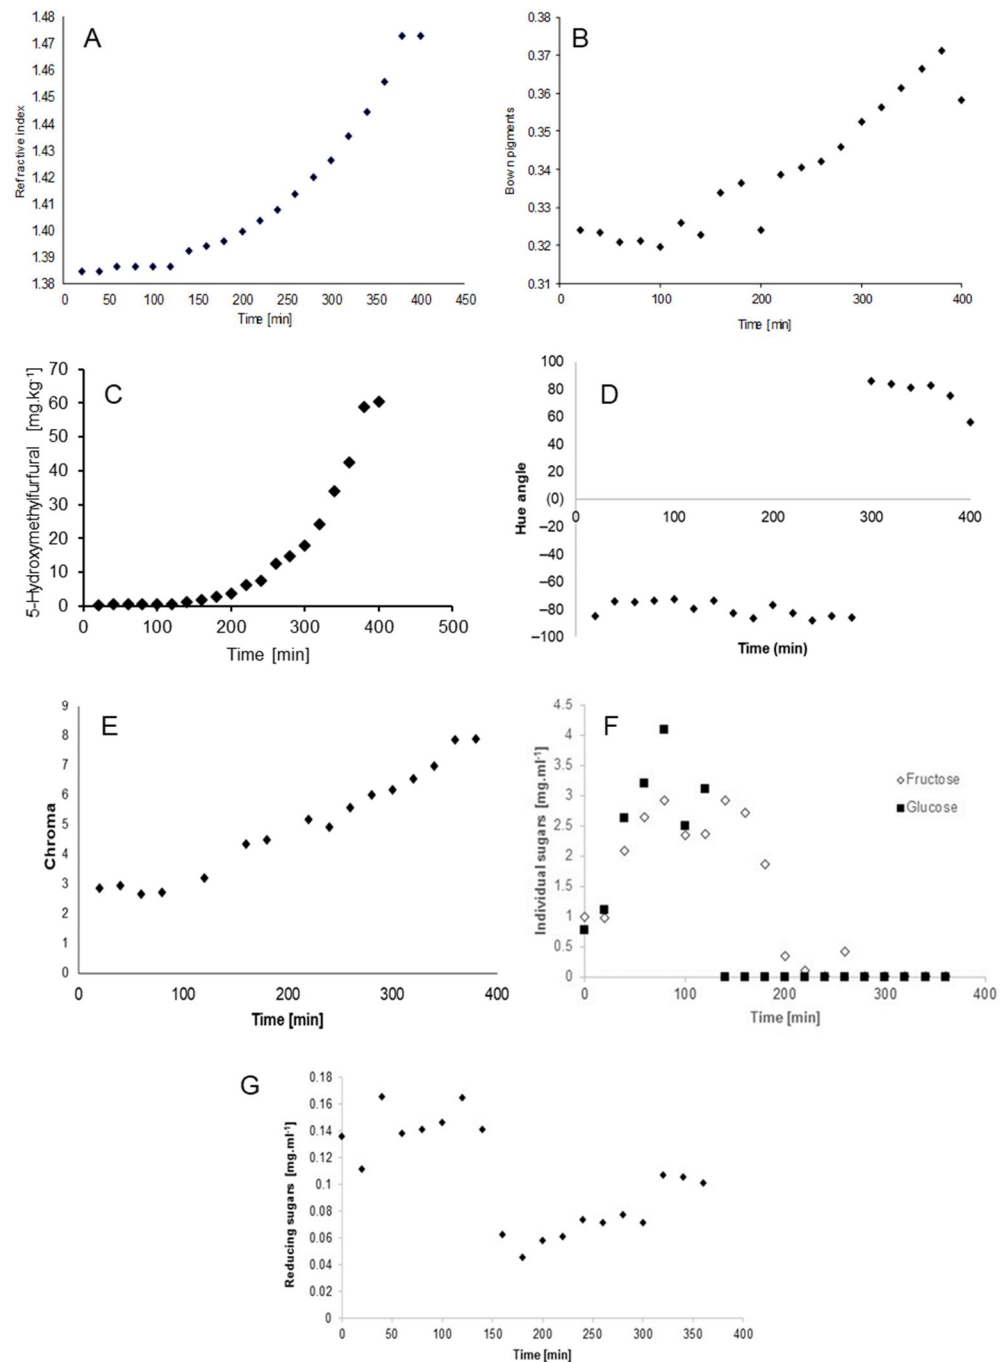 A
Refractive index
1.48
1.47
1.46
1.45
1.44
1.43
1.42
1.41
1.40
1.39
1.38
0 50 100 150 200 250 300 350 400 450
Time [min]
B
Bown pigments
0.38
0.37
0.36
0.35
0.34
0.33
0.32
0.31
0 100 200 300 400
Time [min]
C
5-Hydroxymethylfurfural [mg.kg-1]
70
60
50
40
30
20
10
0
0 100 200 300 400 500
Time [min]
D
Hue angle
100
80
60
40
20
(0)
−20
−40
−60
−80
−100
0 100 200 300 400
Time (min)
E
Chroma
9
8
7
6
5
4
3
2
1
0
0 100 200 300 400
Time [min]
F
Individual sugars [mg.ml-1]
4.5
4
3.5
3
2.5
2
1.5
1
0.5
0
0 100 200 300 400
Time [min]
Fructose
Glucose
G
Reducing sugars [mg.ml-1]
0.18
0.16
0.14
0.12
0.1
0.08
0.06
0.04
0.02
0
0 50 100 150 200 250 300 350 400
Time [min]